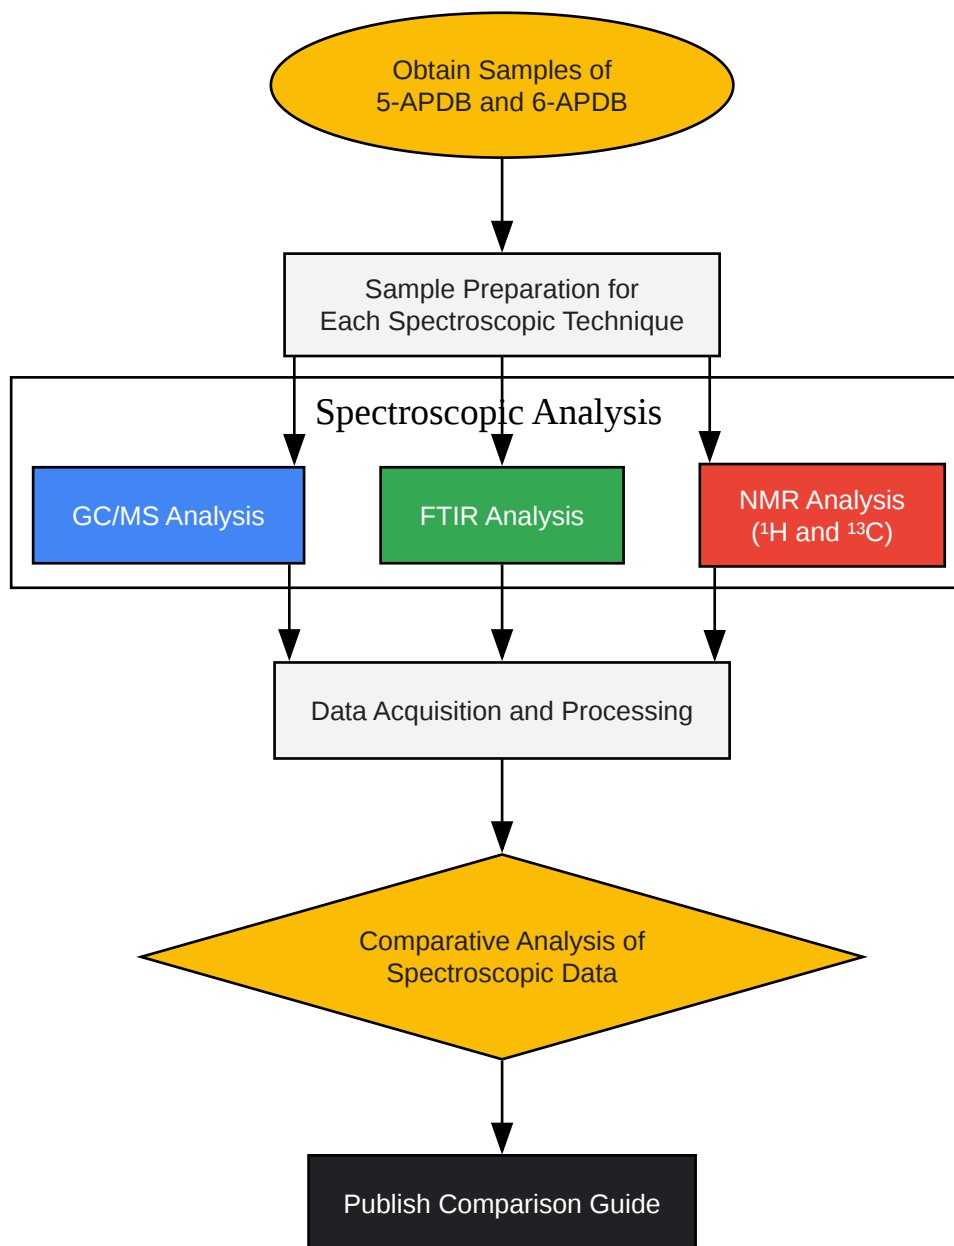 Obtain Samples of
5-APDB and 6-APDB
Sample Preparation for
Each Spectroscopic Technique
Spectroscopic Analysis
GC/MS Analysis
FTIR Analysis
NMR Analysis
(¹H and ¹³C)
Data Acquisition and Processing
Comparative Analysis of
Spectroscopic Data
Publish Comparison Guide